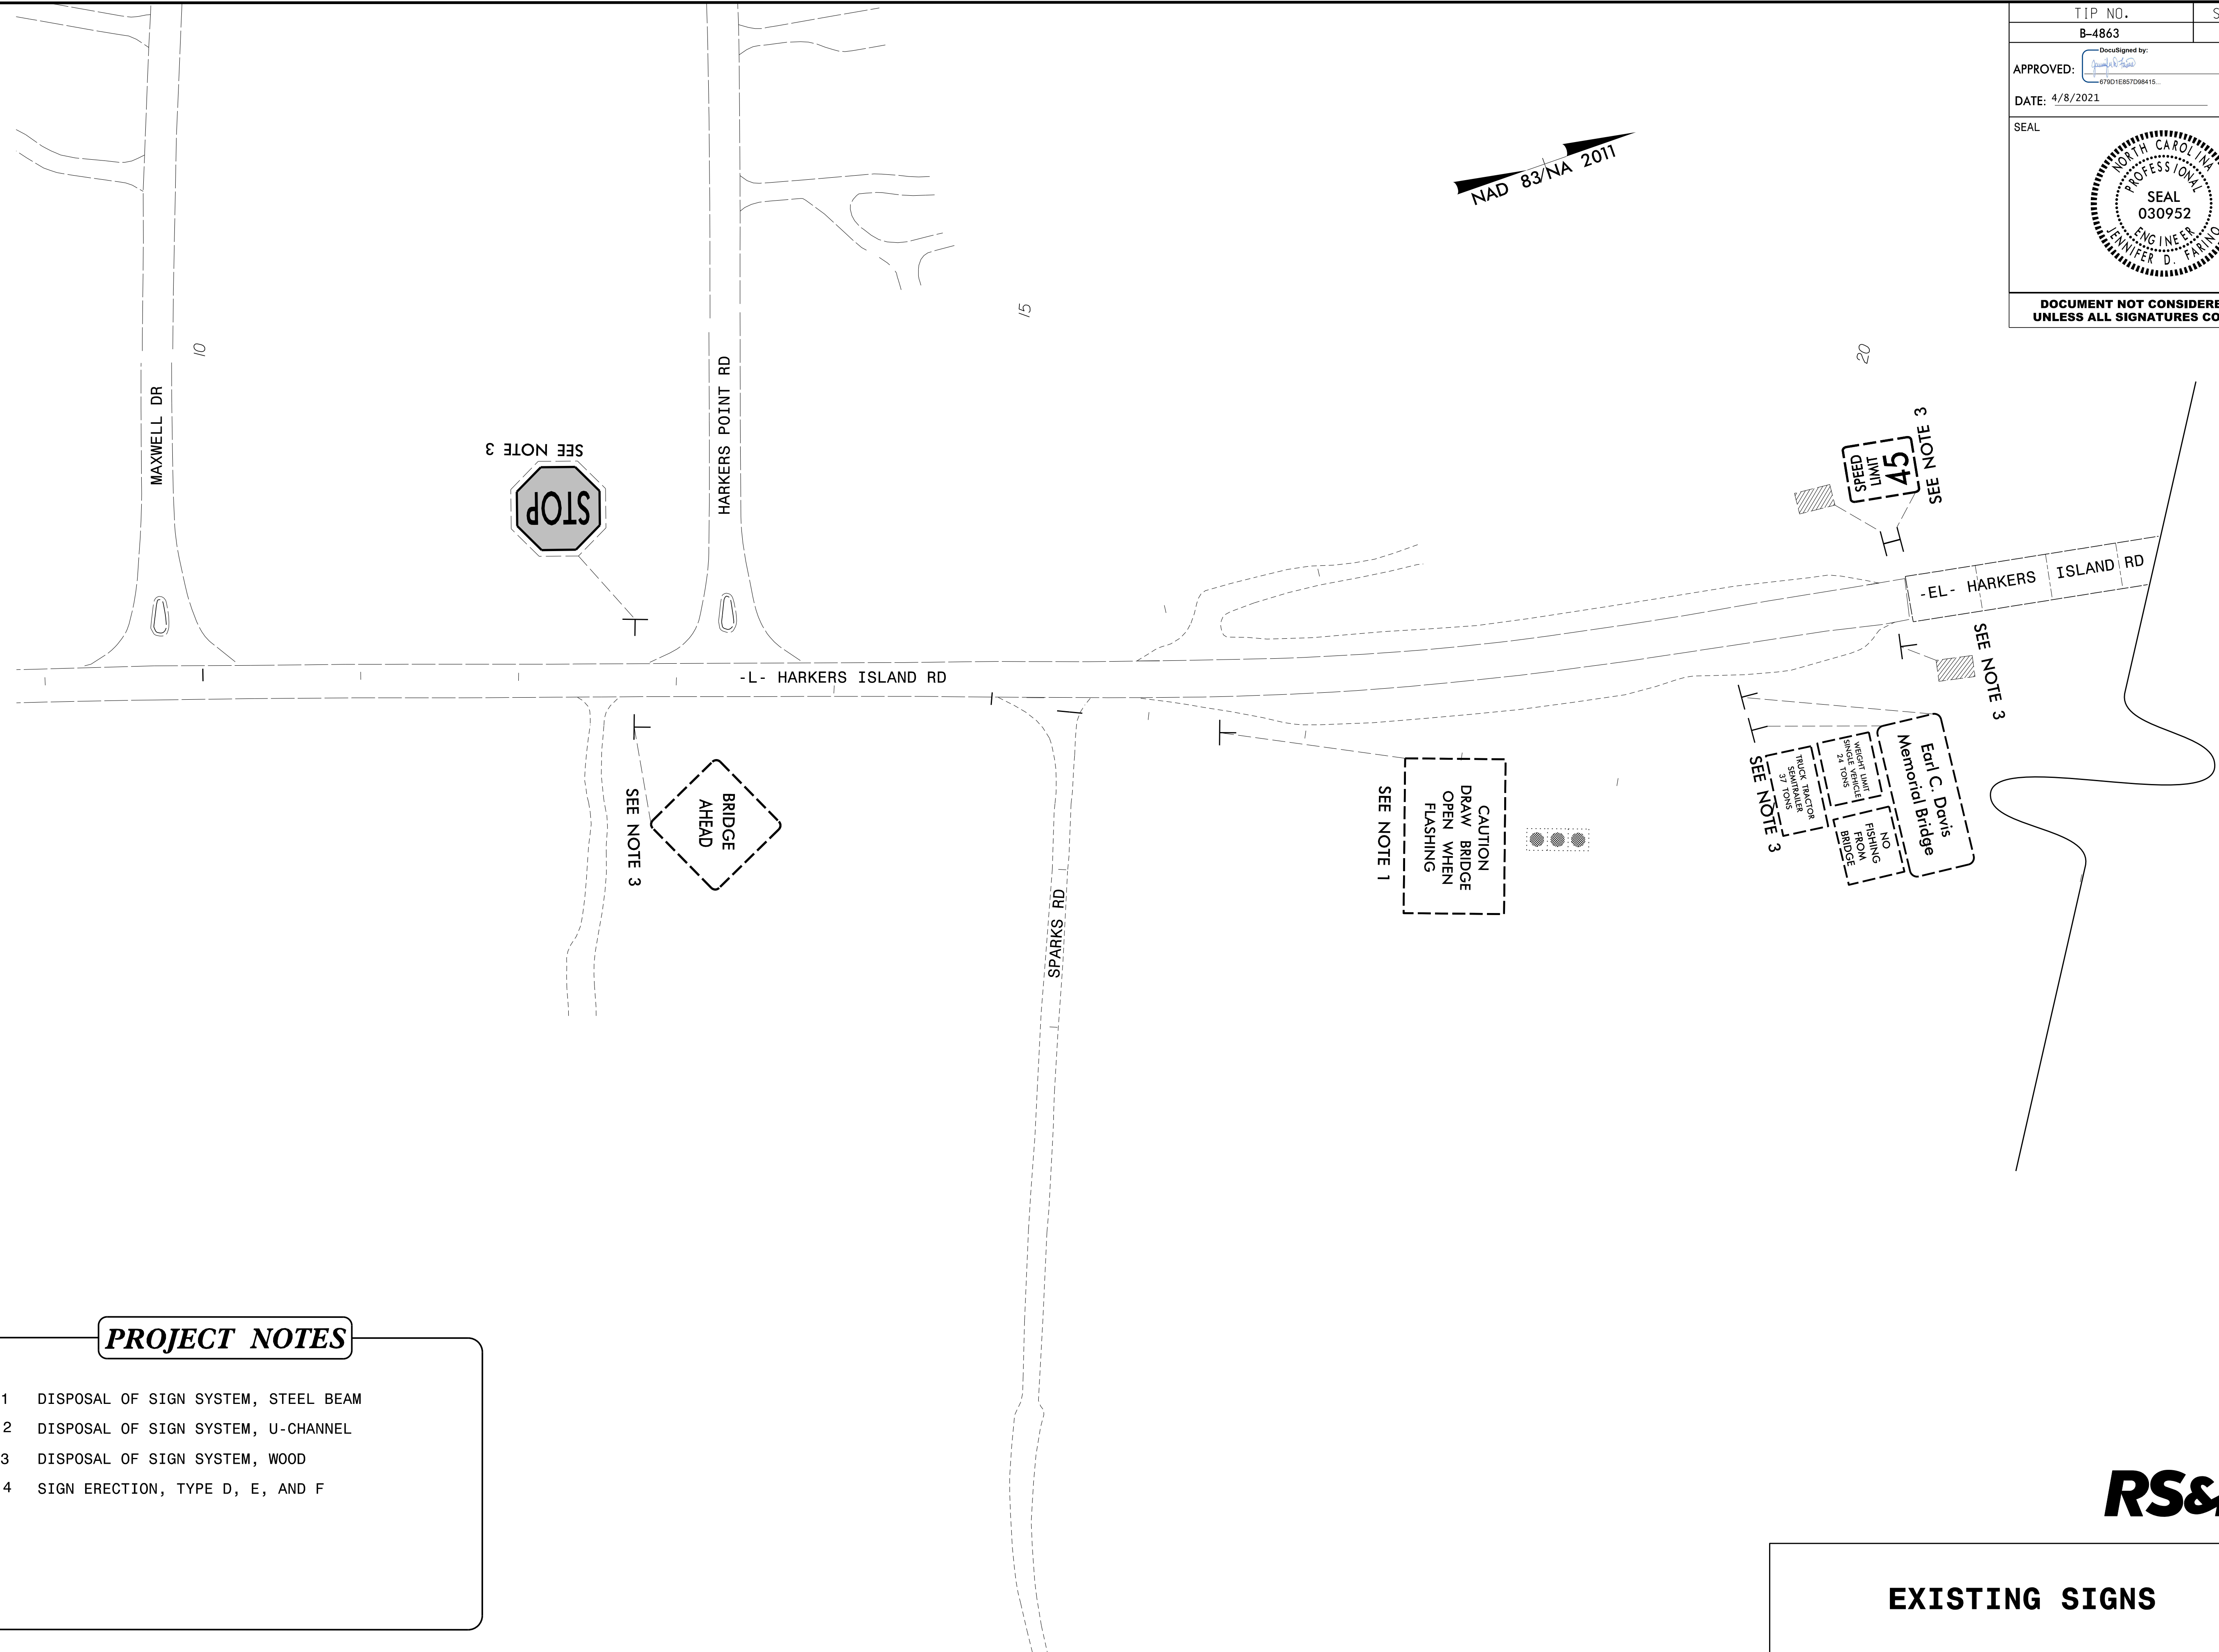 TIP NO.
B-4863
APPROVED:
DocuSigned by:
679D1E857D98415...
DATE: 4/8/2021
SEAL
NORTH CAROLINA
PROFESSIONAL
SEAL
030952
ENGINEER
JENNIFER D. FARINO
DOCUMENT NOT
UNLESS ALL SIGNATURES
NAD 83/NA 2011
10
15
20
MAXWELL DR
HARKERS POINT RD
SEE NOTE 3
STOP
SPEED
LIMIT
45
SEE NOTE 3
-EL- HARKERS ISLAND RD
-L- HARKERS ISLAND RD
SEE NOTE 3
BRIDGE
AHEAD
SEE NOTE 3
SPARKS RD
CAUTION
DRAW BRIDGE
OPEN WHEN
FLASHING
SEE NOTE 1
Earl C. Davis
Memorial Bridge
WEIGHT LIMIT
SINGLE VEHICLE
24 TONS
TRUCK TRACTOR
SEMITRAILER
37 TONS
NO
FISHING
FROM
BRIDGE
SEE NOTE 3
PROJECT NOTES
1 DISPOSAL OF SIGN SYSTEM, STEEL BEAM
2 DISPOSAL OF SIGN SYSTEM, U-CHANNEL
3 DISPOSAL OF SIGN SYSTEM, WOOD
4 SIGN ERECTION, TYPE D, E, AND F
RS&
EXISTING SIGNS